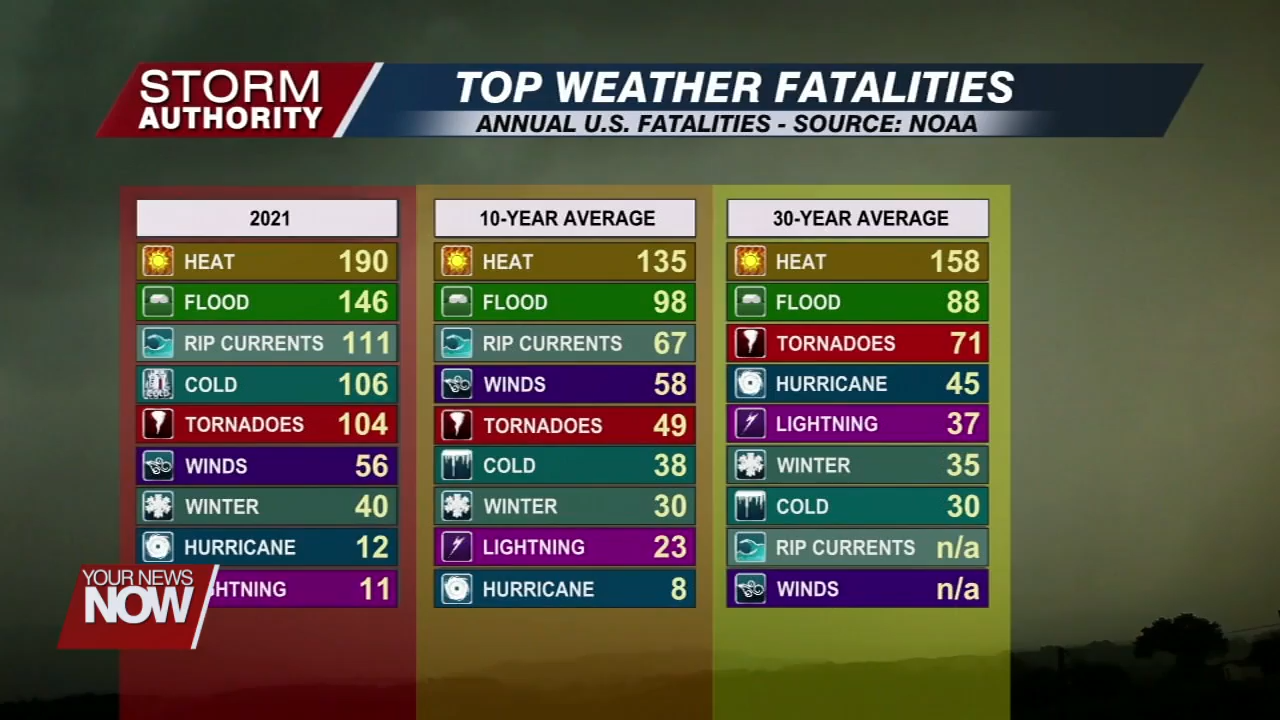 STORM
AUTHORITY
TOP WEATHER FATALITIES
ANNUAL U.S. FATALITIES - SOURCE: NOAA
2021
HEAT 190
FLOOD 146
RIP CURRENTS 111
COLD 106
TORNADOES 104
WINDS 56
WINTER 40
HURRICANE 12
HTNING 11
10-YEAR AVERAGE
HEAT 135
FLOOD 98
RIP CURRENTS 67
WINDS 58
TORNADOES 49
COLD 38
WINTER 30
LIGHTNING 23
HURRICANE 8
30-YEAR AVERAGE
HEAT 158
FLOOD 88
TORNADOES 71
HURRICANE 45
LIGHTNING 37
WINTER 35
COLD 30
RIP CURRENTS n/a
WINDS n/a
YOUR NEWS
NOW